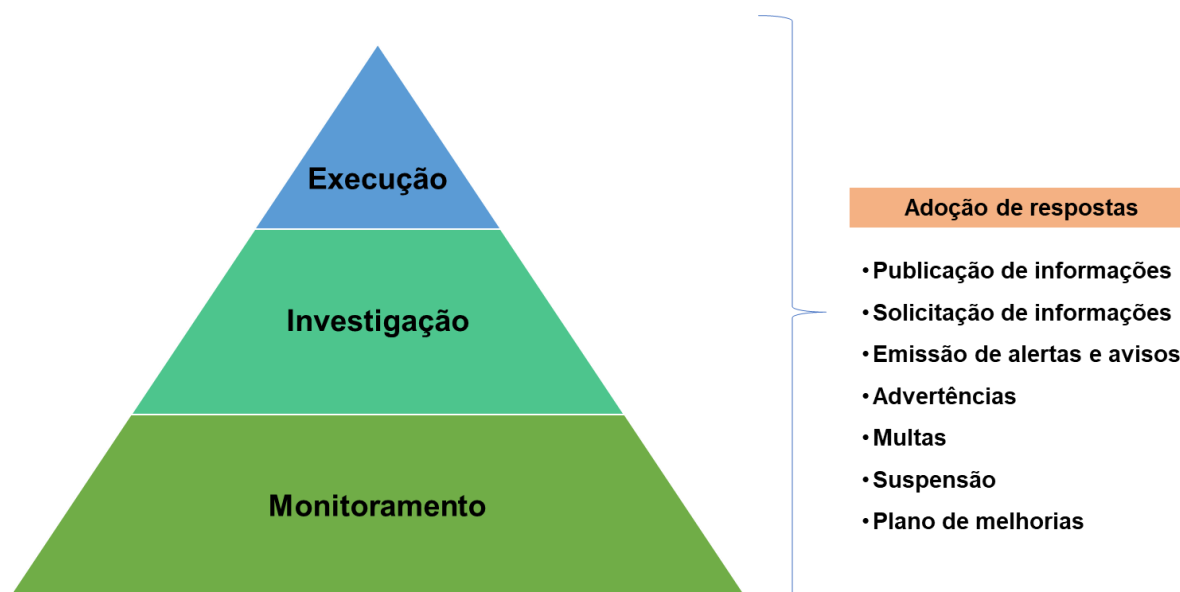 Execução
Investigação
Monitoramento
Adoção de respostas
• Publicação de informações
• Solicitação de informações
• Emissão de alertas e avisos
• Advertências
• Multas
• Suspensão
• Plano de melhorias